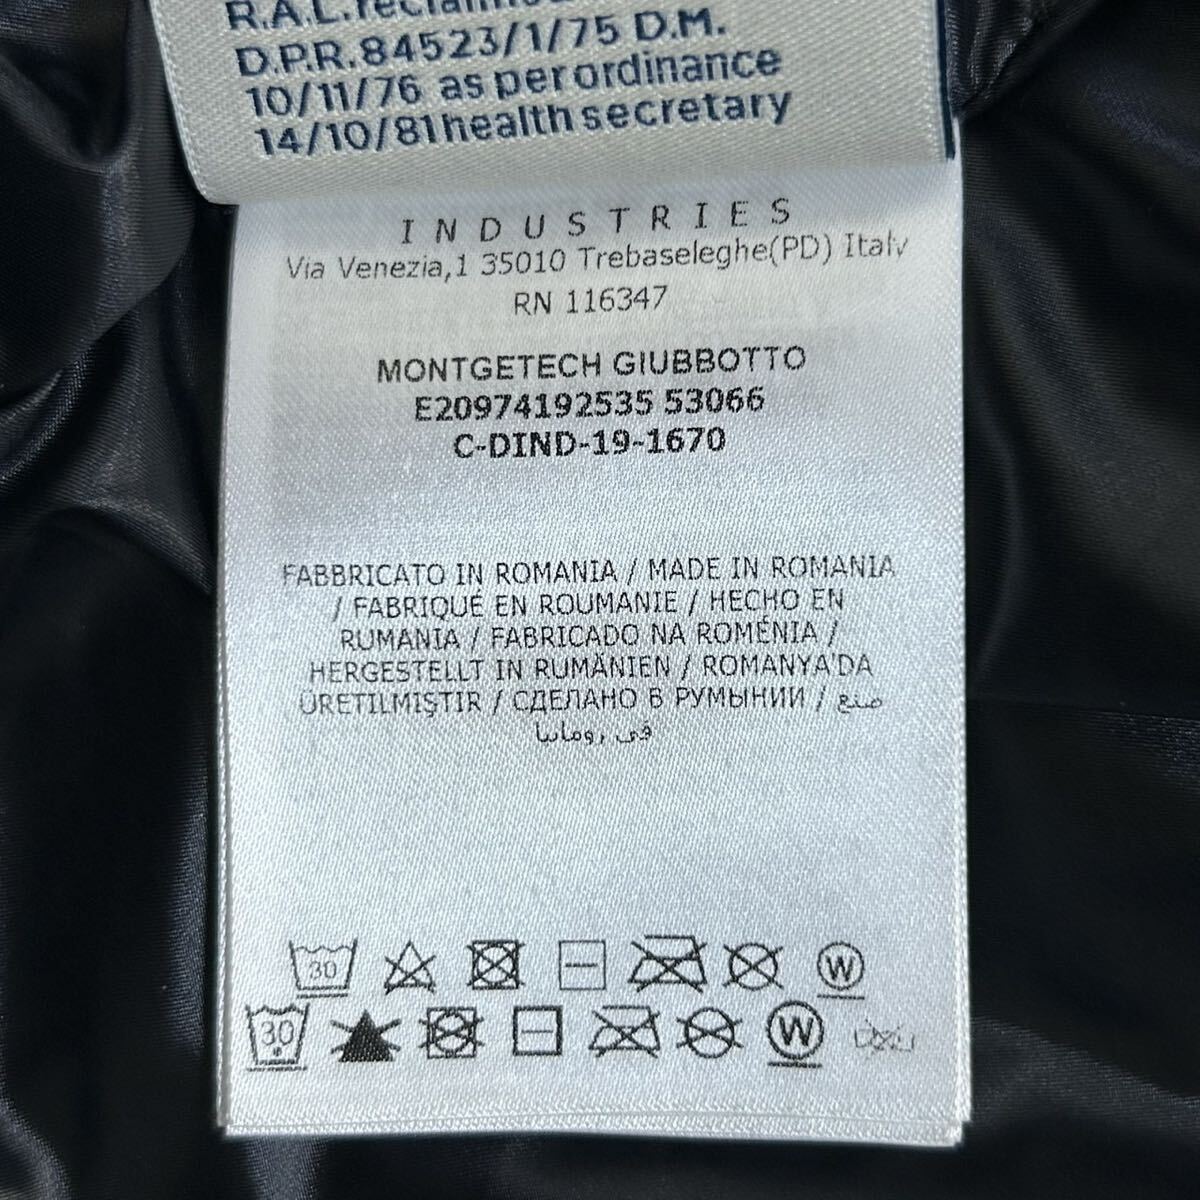 D.P.R.84523/1/75 D.M.
10/11/76 as per ordinance
14/10/81 health secretary
INDUSTRIES
Via Venezia,1 35010 Trebaseleghe(PD) Italy
RN 116347
MONTGETECH GIUBBOTTO
E20974192535 53066
C-DIND-19-1670
FABBRICATO IN ROMANIA / MADE IN ROMANIA
/ FABRIQUÉ EN ROUMANIE / HECHO EN
RUMANIA / FABRICADO NA ROMÉNIA /
HERGESTELLT IN RUMÄNIEN / ROMANYA'DA
ÜRETILMIŞTIR / СДЕЛАНО В РУМЫНИИ / صنع
في رومانيا
30 W
30 W